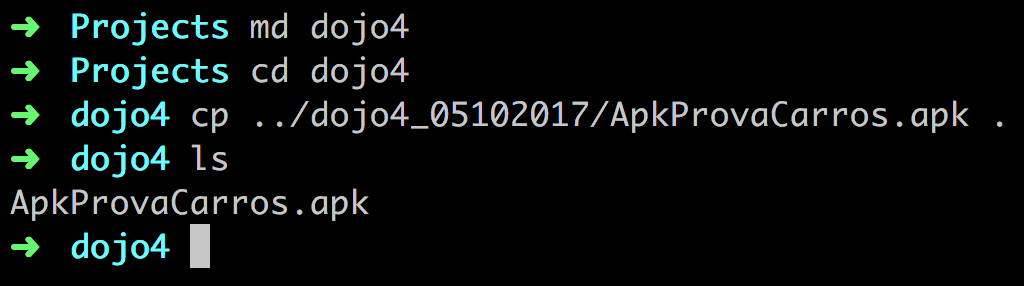 ➜ Projects md dojo4
➜ Projects cd dojo4
➜ dojo4 cp ../dojo4_05102017/ApkProvaCarros.apk .
➜ dojo4 ls
ApkProvaCarros.apk
➜ dojo4